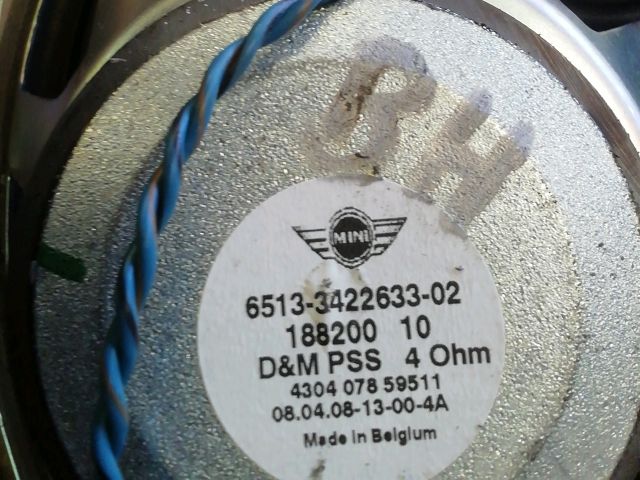 BH
MINI
6513-3422633-02
188200 10
D&M PSS 4 Ohm
4304 078 59511
08.04.08-13-00-4A
Made in Belgium